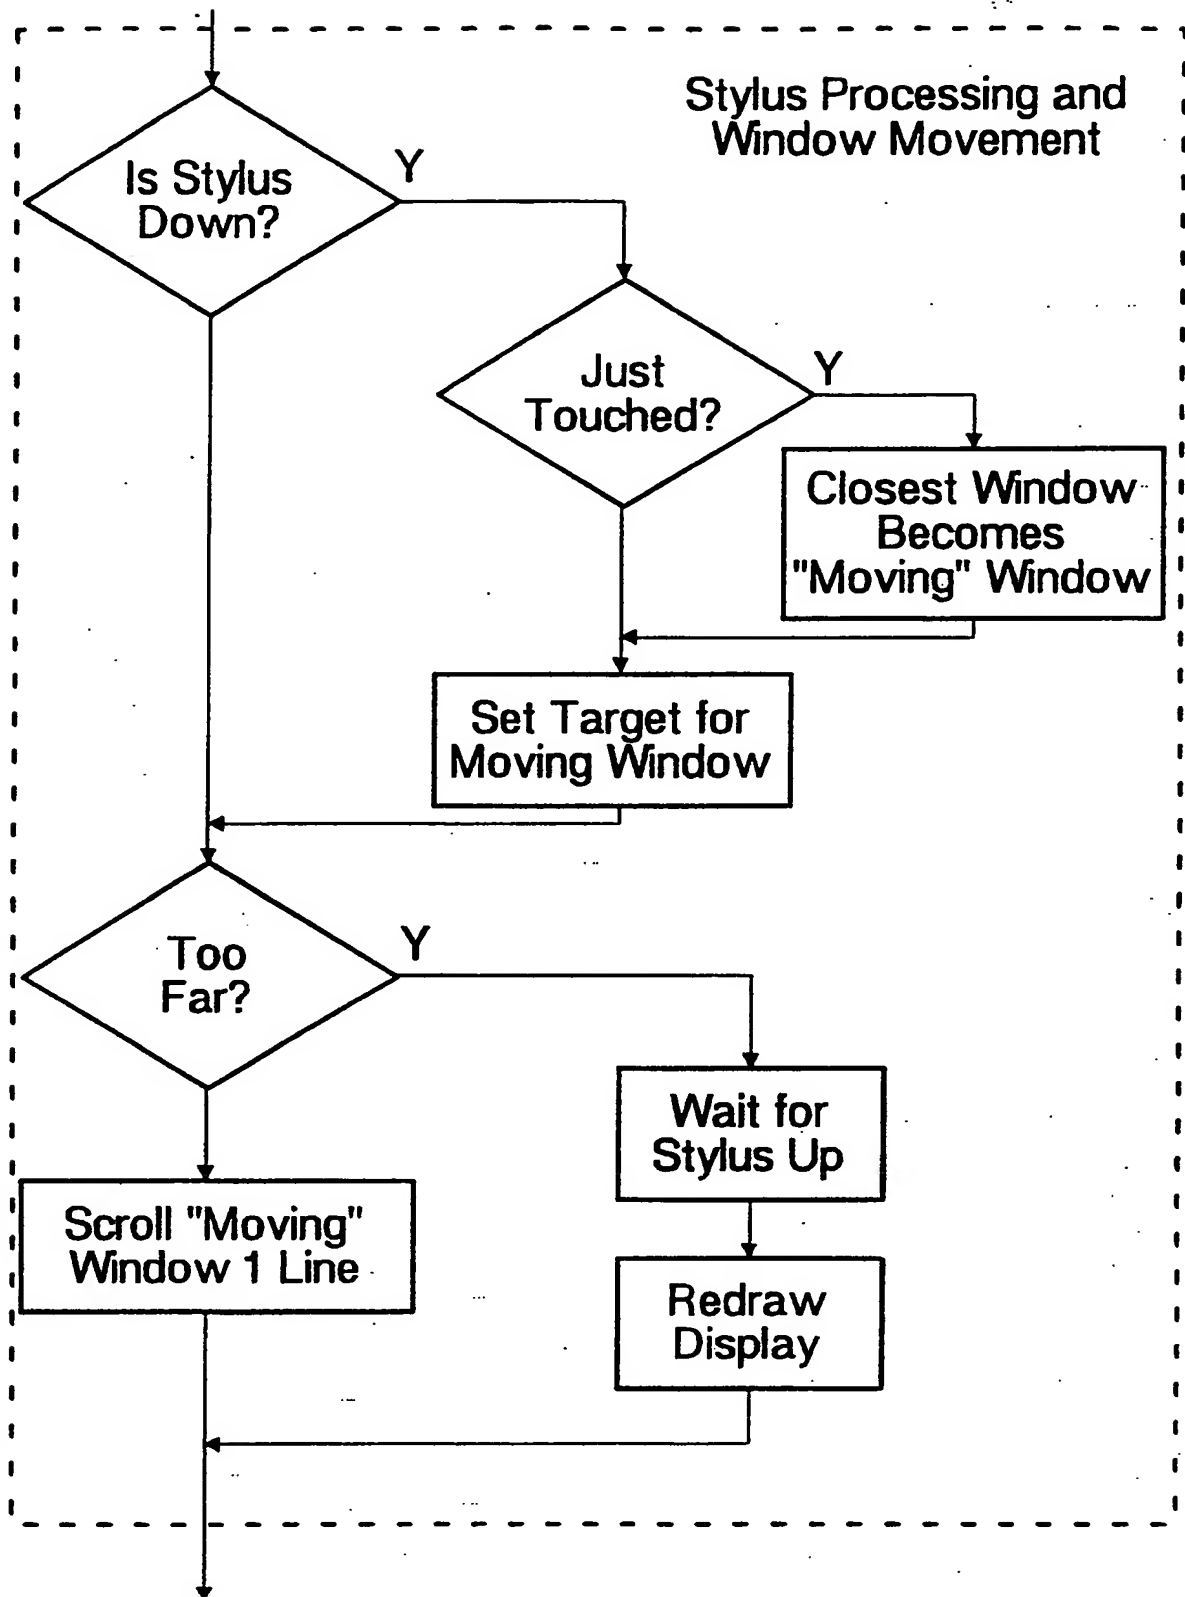 Stylus Processing and
Window Movement
Is Stylus
Down?
Y
Just
Touched?
Y
Closest Window
Becomes
"Moving" Window
Set Target for
Moving Window
Too
Far?
Y
Wait for
Stylus Up
Scroll "Moving"
Window 1 Line
Redraw
Display